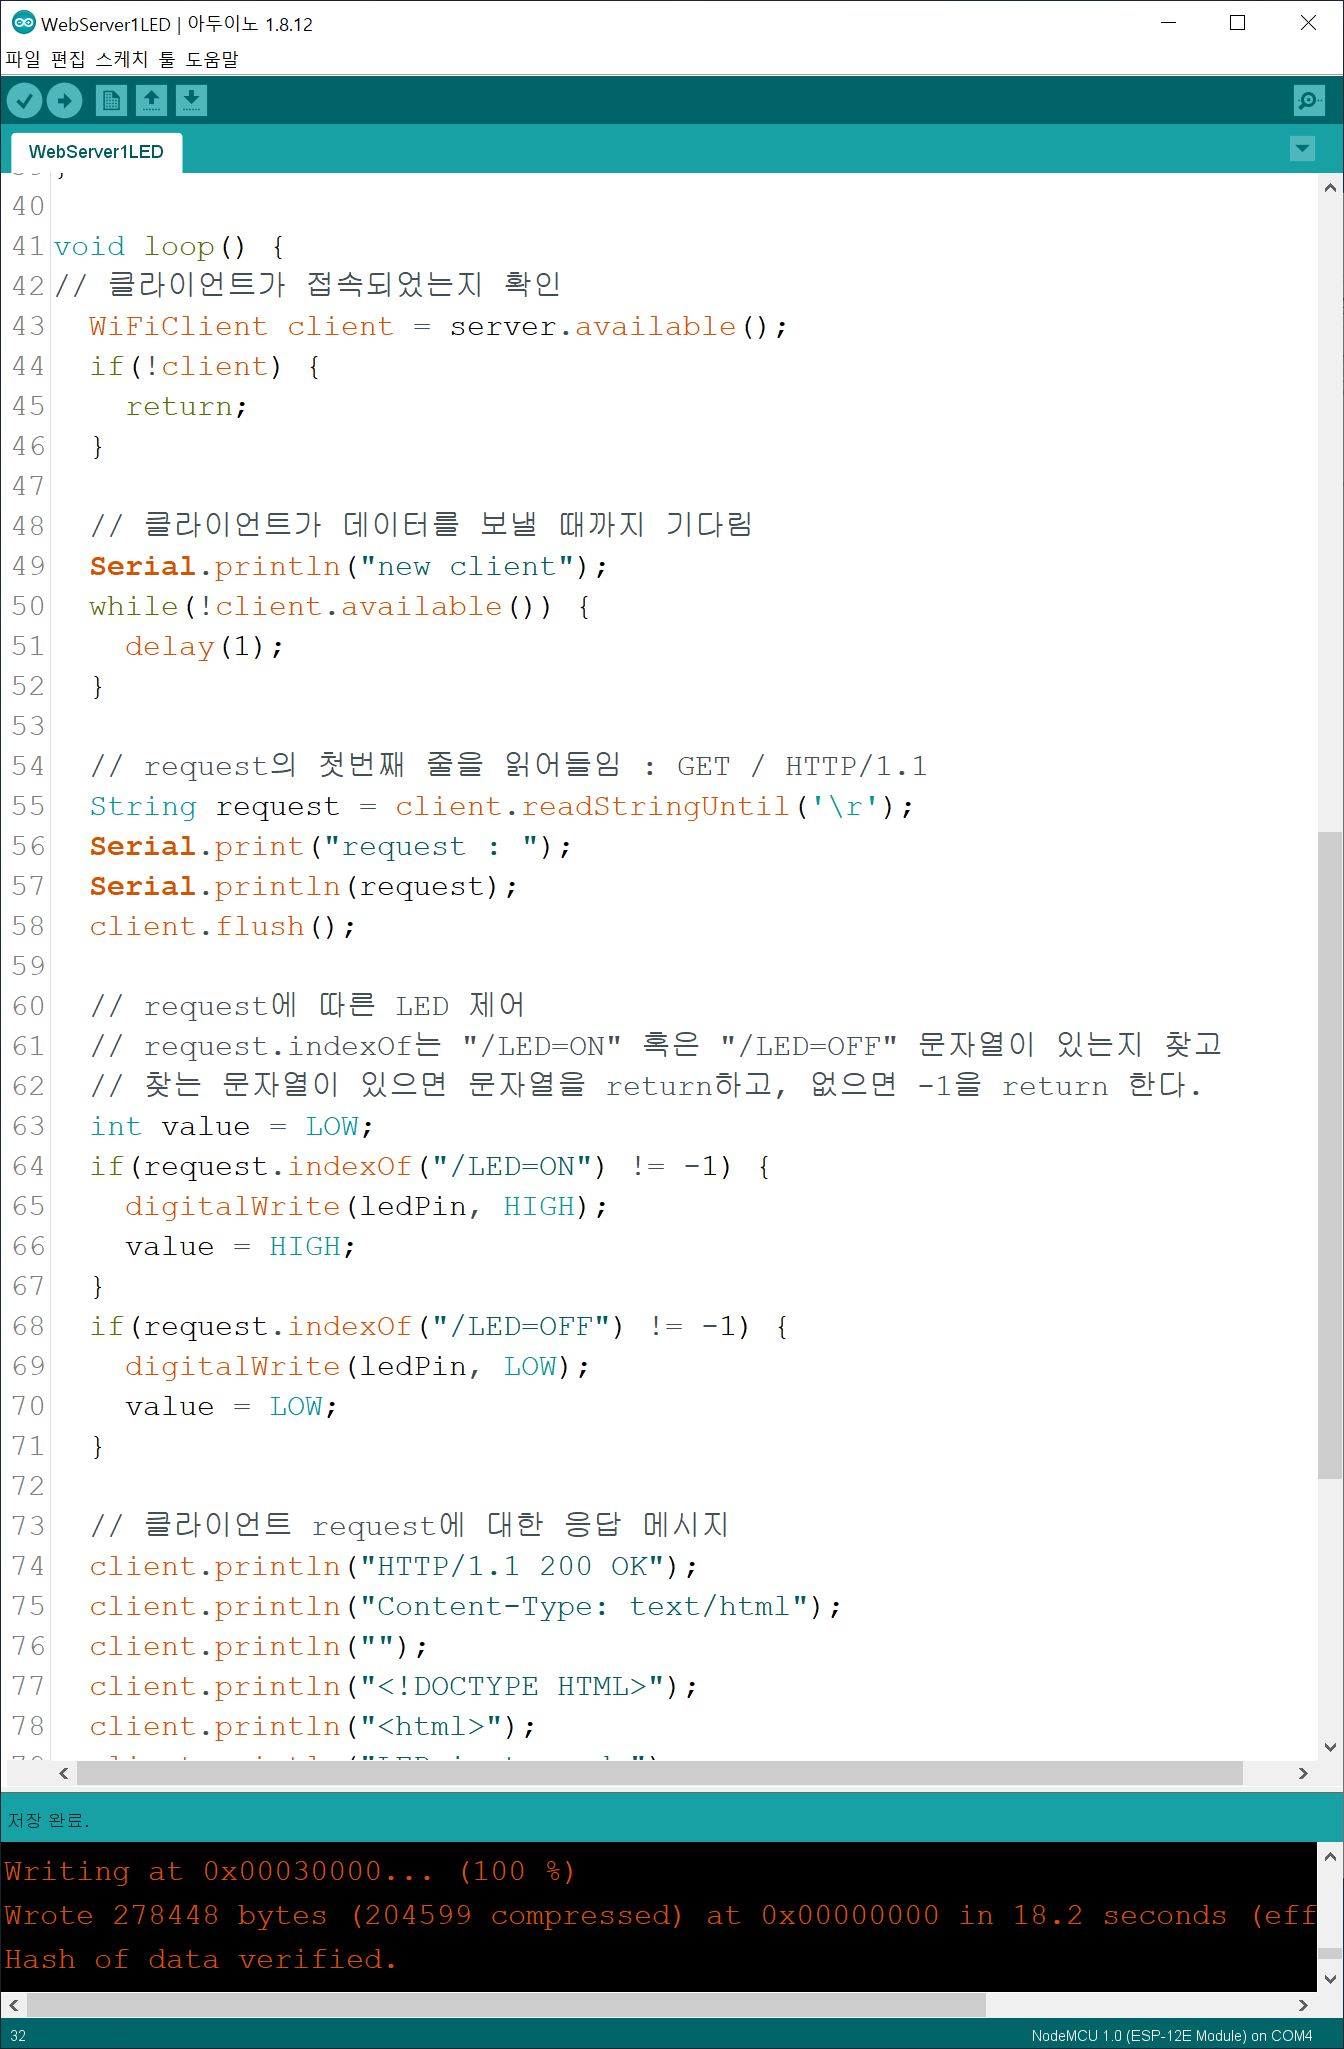 WebServer1LED | 아두이노 1.8.12
파일 편집 스케치 툴 도움말
WebServer1LED
40
41 void loop() {
42 // 클라이언트가 접속되었는지 확인
43   WiFiClient client = server.available();
44   if(!client) {
45     return;
46   }
47
48   // 클라이언트가 데이터를 보낼 때까지 기다림
49   Serial.println("new client");
50   while(!client.available()) {
51     delay(1);
52   }
53
54   // request의 첫번째 줄을 읽어들임 : GET / HTTP/1.1
55   String request = client.readStringUntil('\r');
56   Serial.print("request : ");
57   Serial.println(request);
58   client.flush();
59
60   // request에 따른 LED 제어
61   // request.indexOf는 "/LED=ON" 혹은 "/LED=OFF" 문자열이 있는지 찾고
62   // 찾는 문자열이 있으면 문자열을 return하고, 없으면 -1을 return 한다.
63   int value = LOW;
64   if(request.indexOf("/LED=ON") != -1) {
65     digitalWrite(ledPin, HIGH);
66     value = HIGH;
67   }
68   if(request.indexOf("/LED=OFF") != -1) {
69     digitalWrite(ledPin, LOW);
70     value = LOW;
71   }
72
73   // 클라이언트 request에 대한 응답 메시지
74   client.println("HTTP/1.1 200 OK");
75   client.println("Content-Type: text/html");
76   client.println("");
77   client.println("<!DOCTYPE HTML>");
78   client.println("<html>");
저장 완료.
Writing at 0x00030000... (100 %)
Wrote 278448 bytes (204599 compressed) at 0x00000000 in 18.2 seconds (eff
Hash of data verified.
32
NodeMCU 1.0 (ESP-12E Module) on COM4